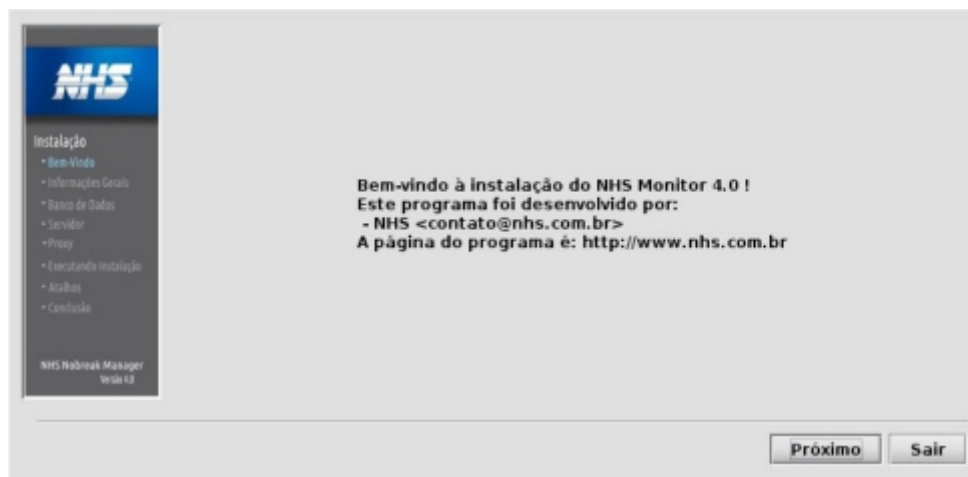 NHS
Instalação
• Bem-Vindo
• Informações Gerais
• Banco de Dados
• Servidor
• Proxy
• Executando Instalação
• Atalhos
• Conclusão
NHS Nobreak Manager
Versão 4.0
Bem-vindo à instalação do NHS Monitor 4.0 !
Este programa foi desenvolvido por:
- NHS <contato@nhs.com.br>
A página do programa é: http://www.nhs.com.br
Próximo
Sair